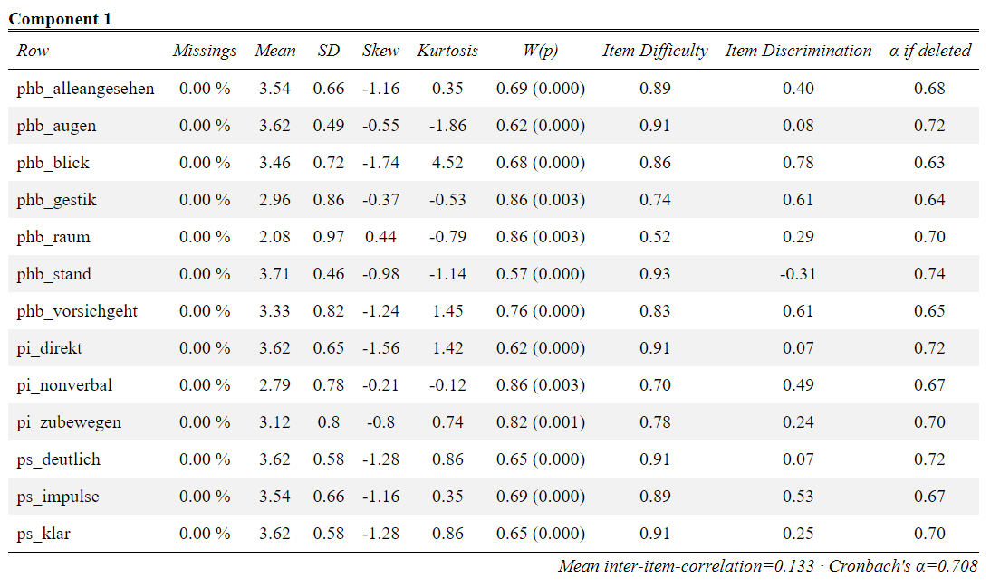 Component 1
Row Missings Mean SD Skew Kurtosis W(p) Item Difficulty Item Discrimination α if deleted
phb_alleangesehen 0.00 % 3.54 0.66 -1.16 0.35 0.69 (0.000) 0.89 0.40 0.68
phb_augen 0.00 % 3.62 0.49 -0.55 -1.86 0.62 (0.000) 0.91 0.08 0.72
phb_blick 0.00 % 3.46 0.72 -1.74 4.52 0.68 (0.000) 0.86 0.78 0.63
phb_gestik 0.00 % 2.96 0.86 -0.37 -0.53 0.86 (0.003) 0.74 0.61 0.64
phb_raum 0.00 % 2.08 0.97 0.44 -0.79 0.86 (0.003) 0.52 0.29 0.70
phb_stand 0.00 % 3.71 0.46 -0.98 -1.14 0.57 (0.000) 0.93 -0.31 0.74
phb_vorsichgeht 0.00 % 3.33 0.82 -1.24 1.45 0.76 (0.000) 0.83 0.61 0.65
pi_direkt 0.00 % 3.62 0.65 -1.56 1.42 0.62 (0.000) 0.91 0.07 0.72
pi_nonverbal 0.00 % 2.79 0.78 -0.21 -0.12 0.86 (0.003) 0.70 0.49 0.67
pi_zubewegen 0.00 % 3.12 0.8 -0.8 0.74 0.82 (0.001) 0.78 0.24 0.70
ps_deutlich 0.00 % 3.62 0.58 -1.28 0.86 0.65 (0.000) 0.91 0.07 0.72
ps_impulse 0.00 % 3.54 0.66 -1.16 0.35 0.69 (0.000) 0.89 0.53 0.67
ps_klar 0.00 % 3.62 0.58 -1.28 0.86 0.65 (0.000) 0.91 0.25 0.70
Mean inter-item-correlation=0.133 · Cronbach's α=0.708